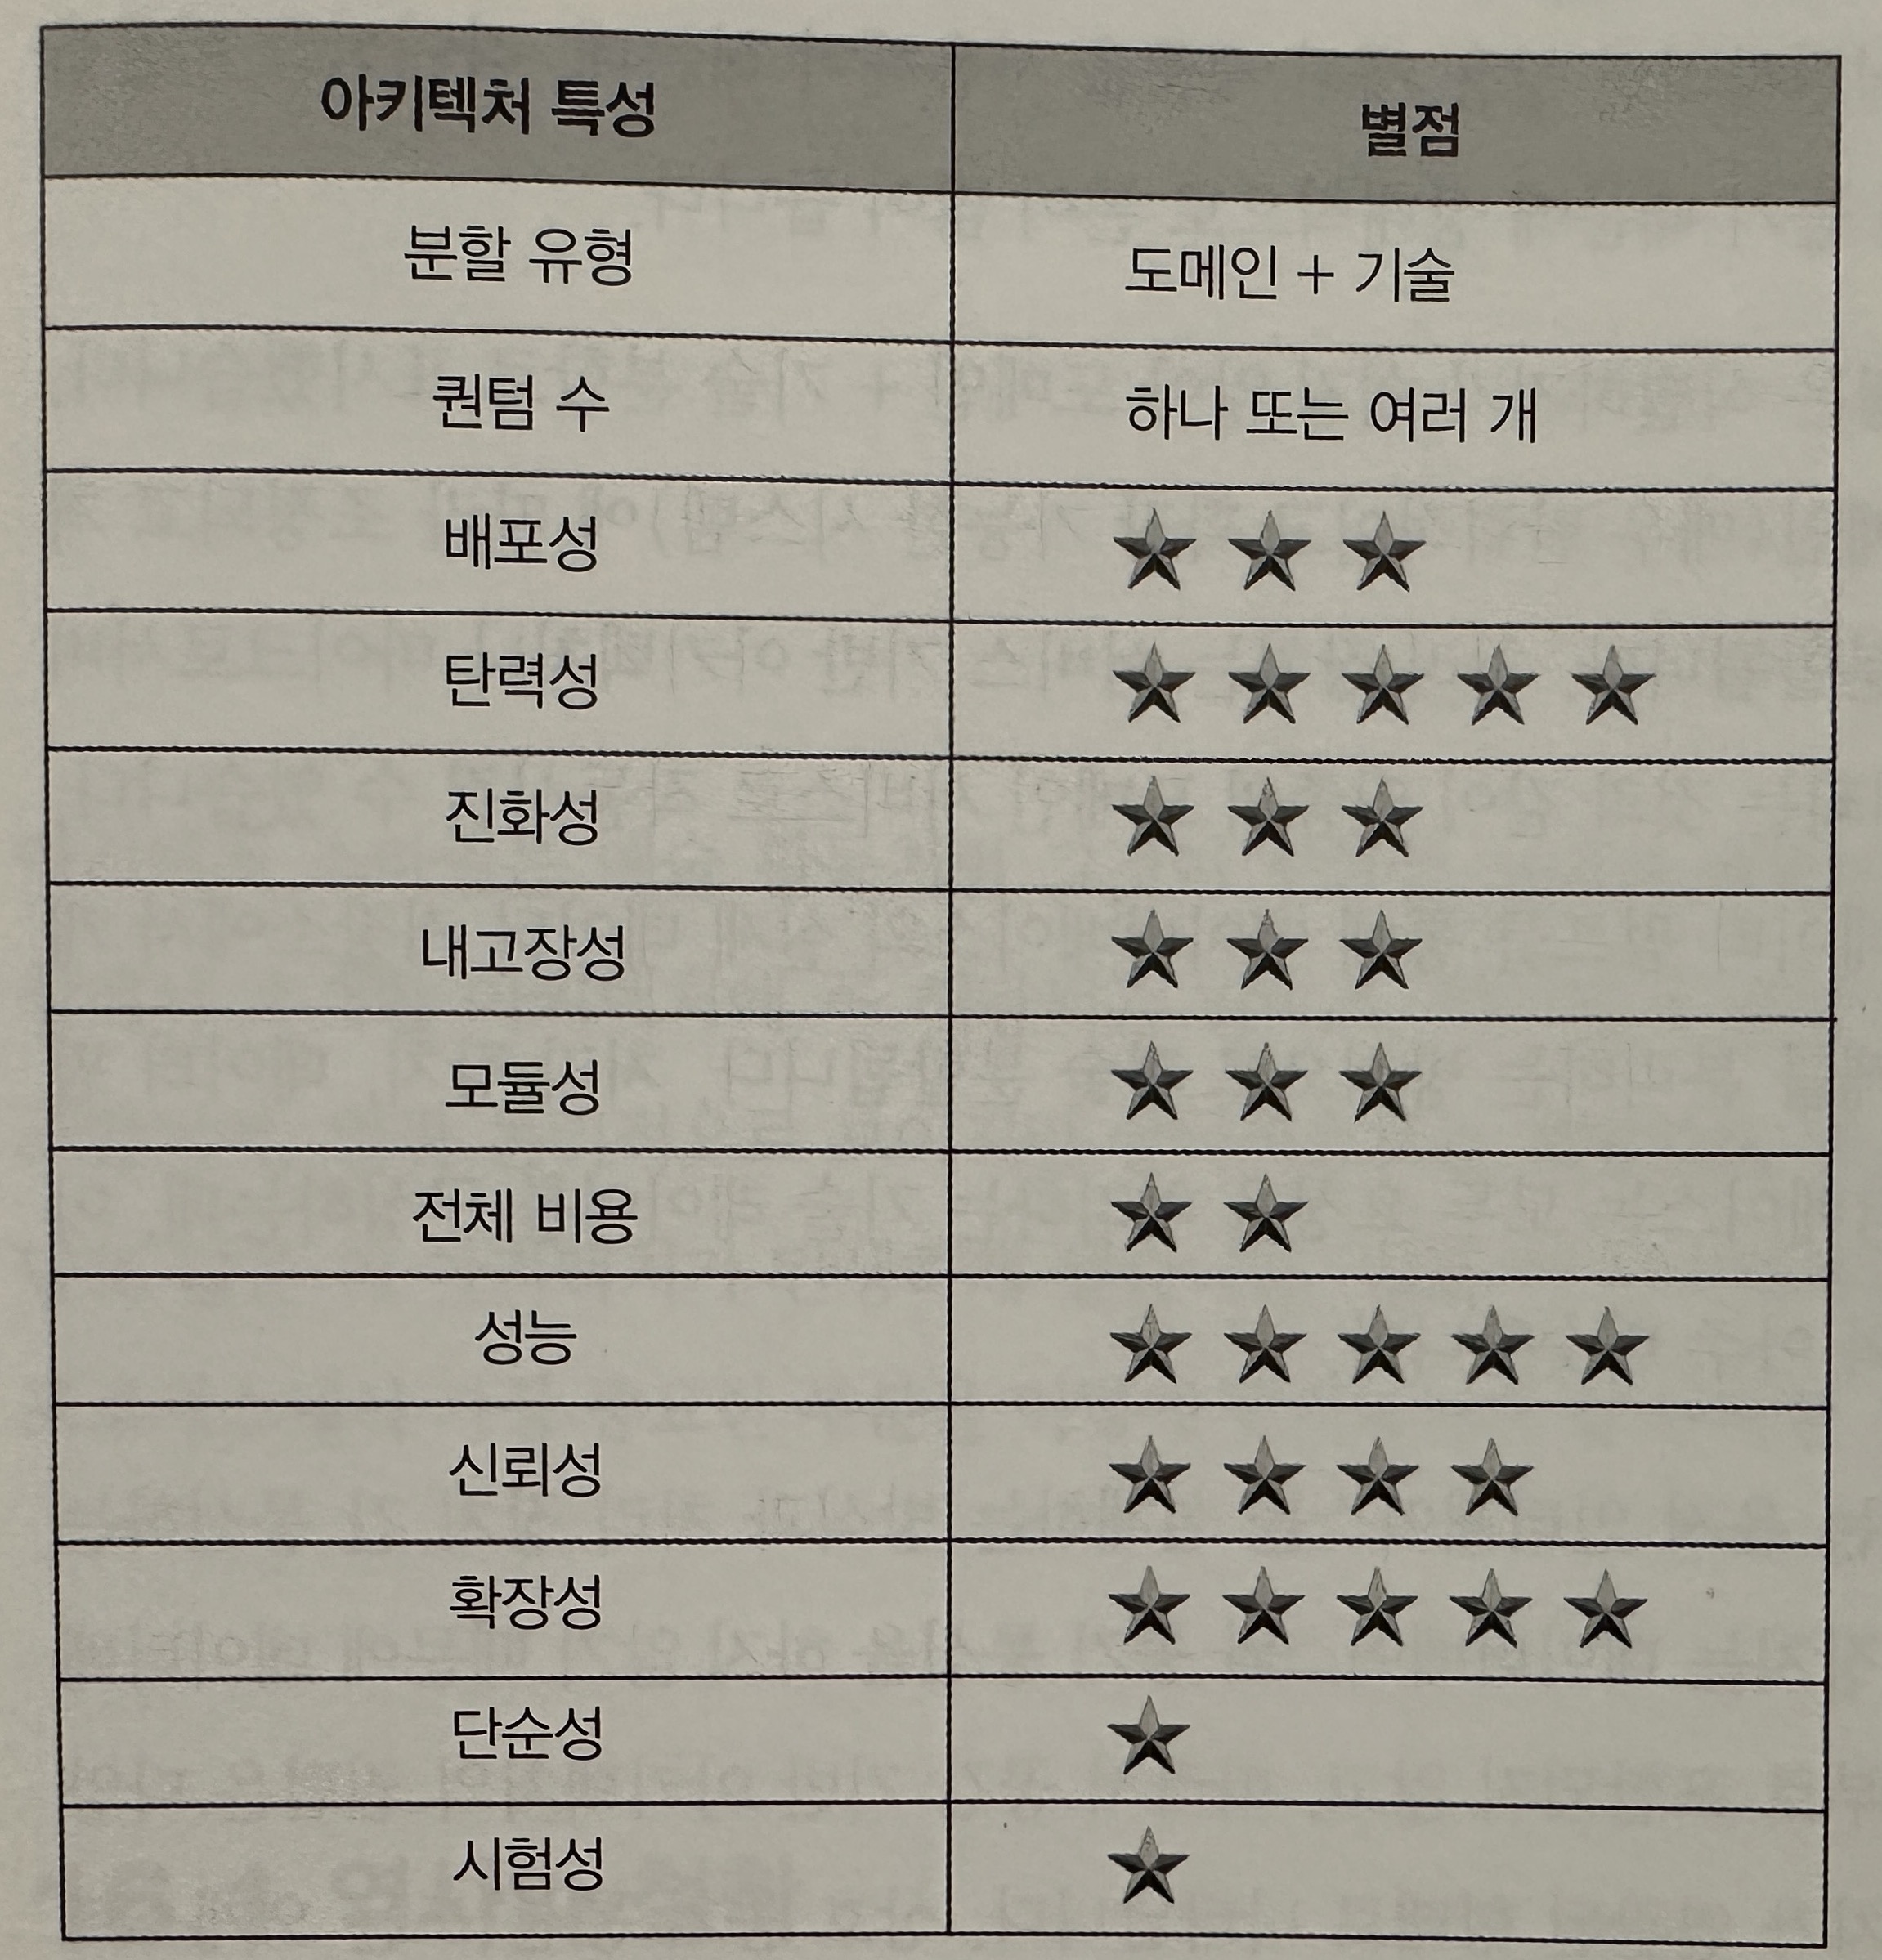 아키텍처 특성 별점
분할 유형 도메인 + 기술
퀀텀 수 하나 또는 여러 개
배포성 ★ ★ ★
탄력성 ★ ★ ★ ★ ★
진화성 ★ ★ ★
내고장성 ★ ★ ★
모듈성 ★ ★ ★
전체 비용 ★ ★
성능 ★ ★ ★ ★ ★
신뢰성 ★ ★ ★ ★
확장성 ★ ★ ★ ★ ★
단순성 ★
시험성 ★